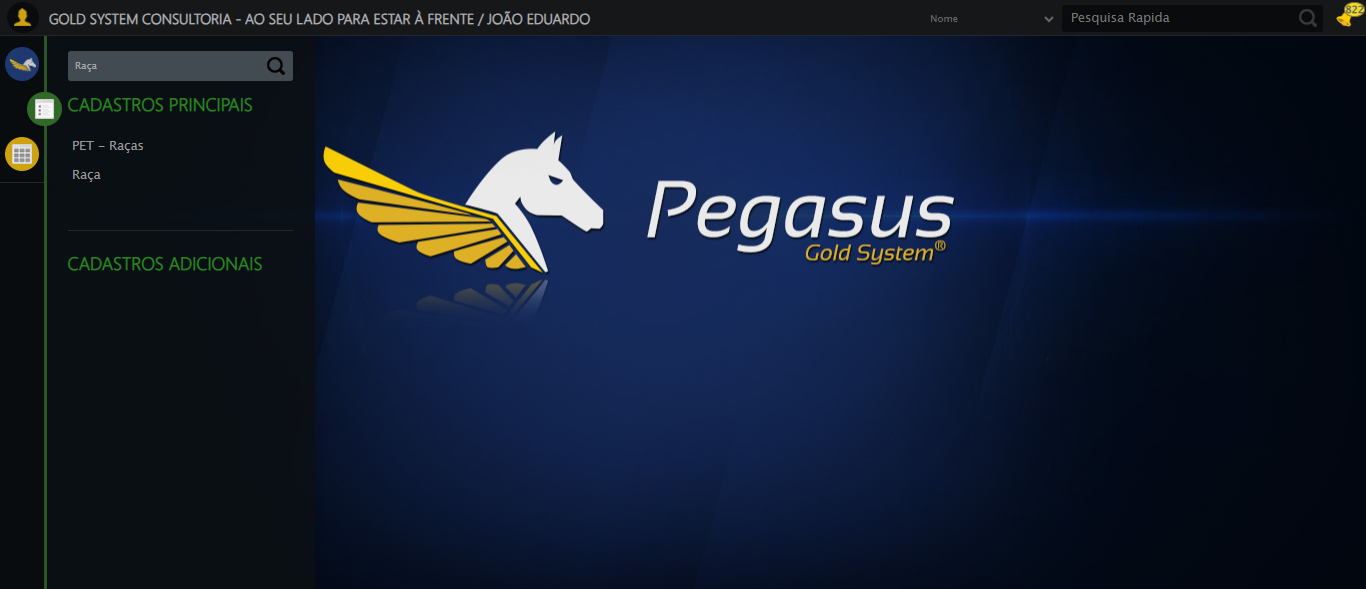 GOLD SYSTEM CONSULTORIA - AO SEU LADO PARA ESTAR À FRENTE / JOÃO EDUARDO
Nome
Pesquisa Rapida
822
Raça
CADASTROS PRINCIPAIS
PET - Raças
Raça
CADASTROS ADICIONAIS
Pegasus
Gold System®